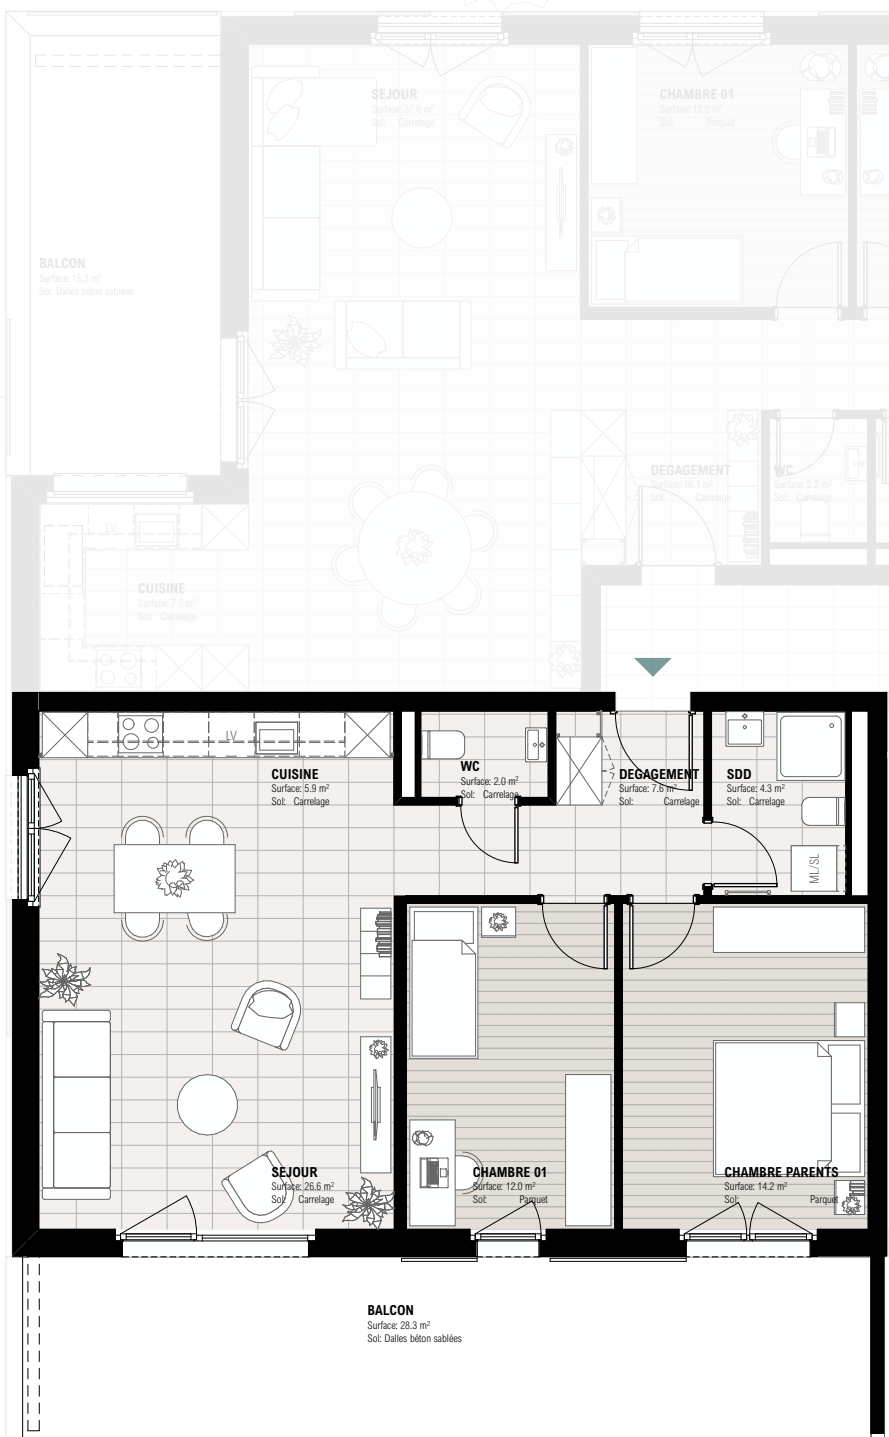 SEJOUR
Surface: 37.8 m²
Sol: Carrelage
CHAMBRE 01
Surface: 12.0 m²
Sol: Parquet
BALCON
Surface: 15.3 m²
Sol: Dalles béton sablées
DEGAGEMENT
Surface: 16.1 m²
Sol: Carrelage
WC
Surface: 2.2 m²
Sol: Carrelage
LV
CUISINE
Surface: 7.0 m²
Sol: Carrelage
LV
CUISINE
Surface: 5.9 m²
Sol: Carrelage
WC
Surface: 2.0 m²
Sol: Carrelage
DEGAGEMENT
Surface: 7.6 m²
Sol: Carrelage
SDD
Surface: 4.3 m²
Sol: Carrelage
ML/SL
SEJOUR
Surface: 26.6 m²
Sol: Carrelage
CHAMBRE 01
Surface: 12.0 m²
Sol: Parquet
CHAMBRE PARENTS
Surface: 14.2 m²
Sol: Parquet
BALCON
Surface: 28.3 m²
Sol: Dalles béton sablées